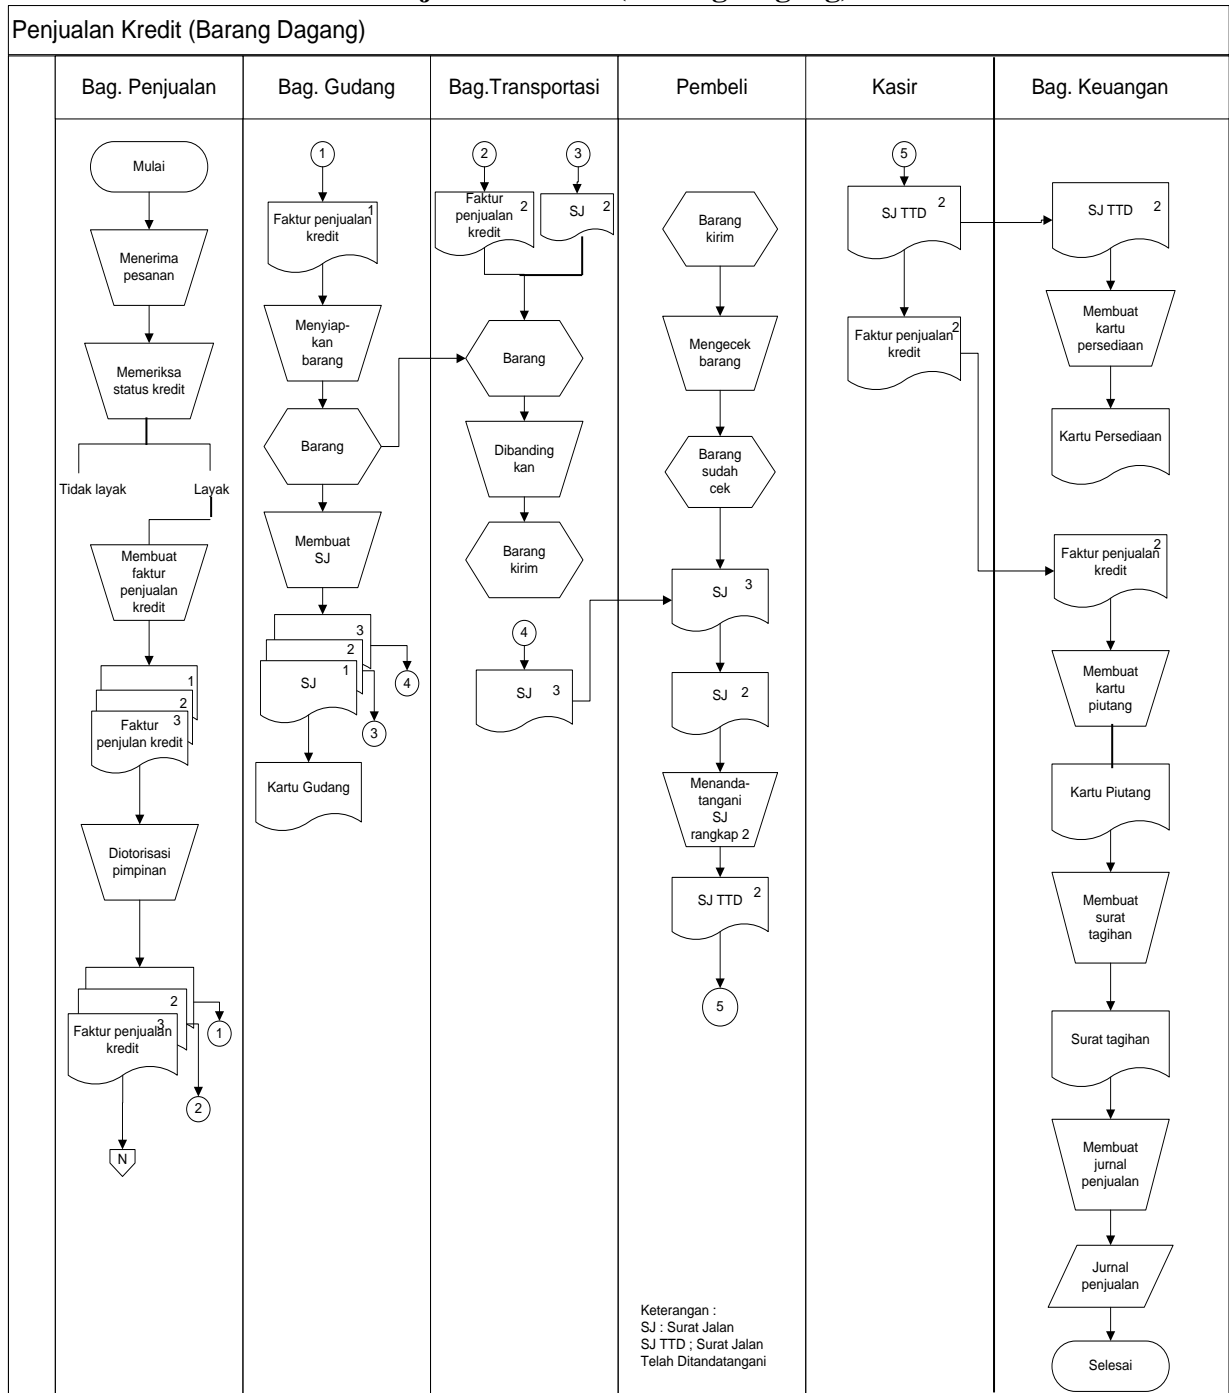 Penjualan Kredit (Barang Dagang)
Bag. Penjualan
Bag. Gudang
Bag.Transportasi
Pembeli
Kasir
Bag. Keuangan
Mulai
Menerima
pesanan
Memeriksa
status kredit
Tidak layak
Layak
Membuat
faktur
penjualan
kredit
1
2
3
Faktur
penjulan kredit
Diotorisasi
pimpinan
2
3
Faktur penjualan
kredit
1
2
N
1
Faktur penjualan
1
kredit
Menyiap-
kan
barang
Barang
Membuat
SJ
3
2
1
SJ
4
3
Kartu Gudang
2
3
Faktur
penjualan
2
kredit
SJ
2
Barang
Dibanding
kan
Barang
kirim
4
SJ
3
Barang
kirim
Mengecek
barang
Barang
sudah
cek
SJ
3
SJ
2
Menanda-
tangani
SJ
rangkap 2
SJ TTD
2
5
Keterangan :
SJ : Surat Jalan
SJ TTD ; Surat Jalan
Telah Ditandatangani
5
SJ TTD
2
Faktur penjualan
2
kredit
SJ TTD
2
Membuat
kartu
persediaan
Kartu Persediaan
Faktur penjualan
2
kredit
Membuat
kartu
piutang
Kartu Piutang
Membuat
surat
tagihan
Surat tagihan
Membuat
jurnal
penjualan
Jurnal
penjualan
Selesai